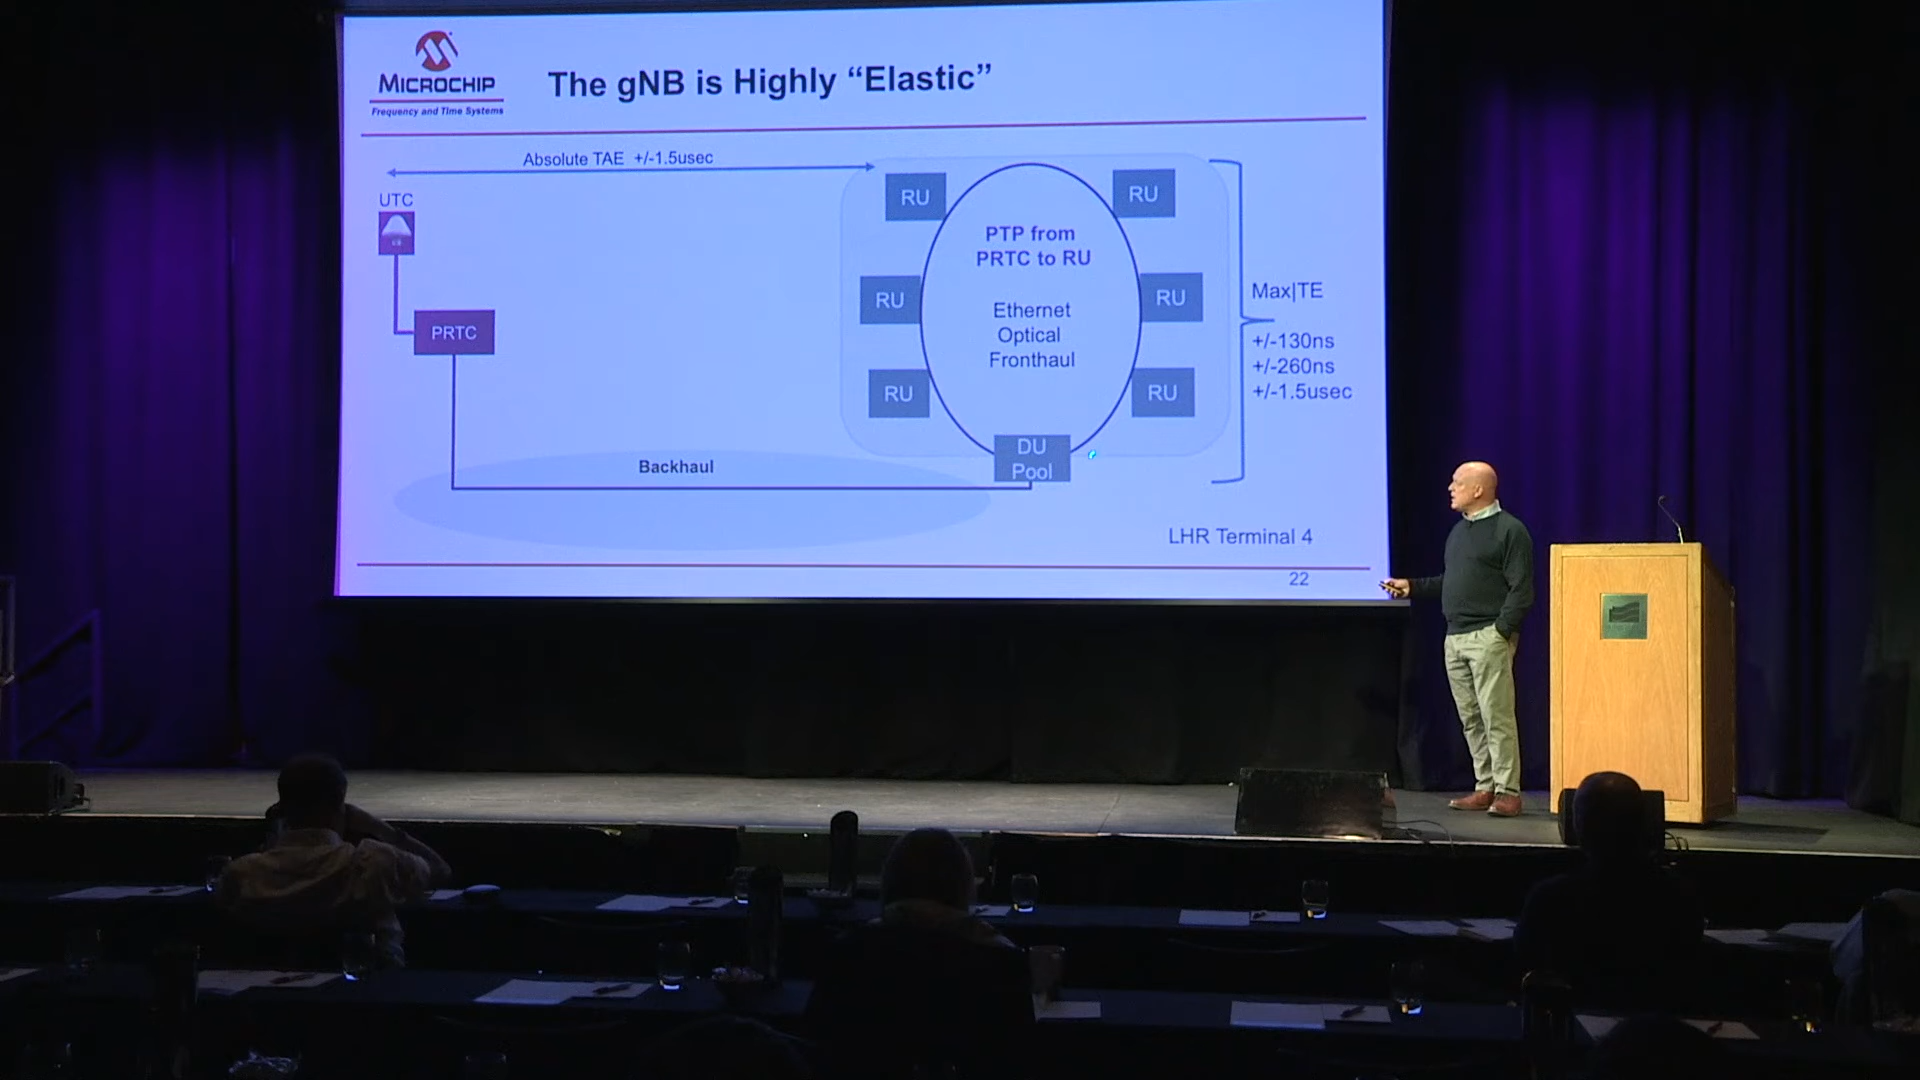 MICROCHIP
Frequency and Time Systems
The gNB is Highly “Elastic”
Absolute TAE +/-1.5usec
UTC
PRTC
Backhaul
RU
RU
RU
RU
RU
RU
PTP from
PRTC to RU
Ethernet
Optical
Fronthaul
DU
Pool
Max|TE
+/-130ns
+/-260ns
+/-1.5usec
LHR Terminal 4
22